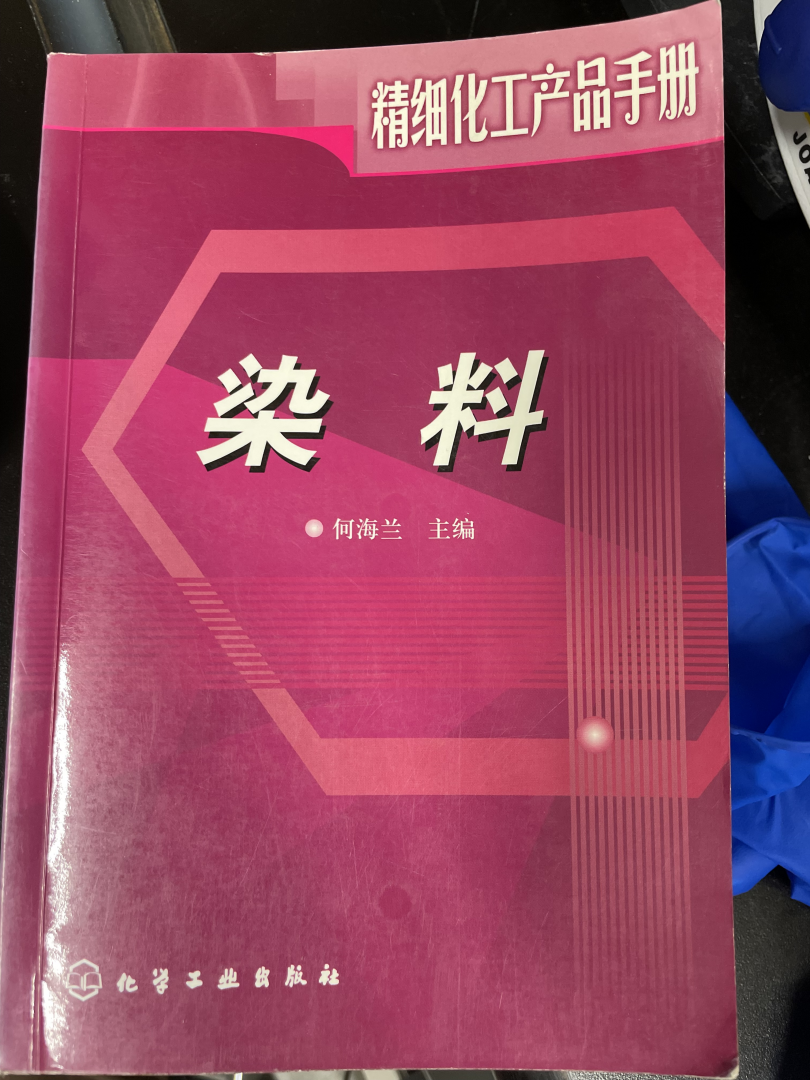 精细化工产品手册
染 料
何海兰 主编
化学工业出版社